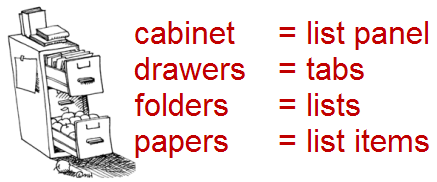 cabinet = list panel
drawers = tabs
folders = lists
papers = list items